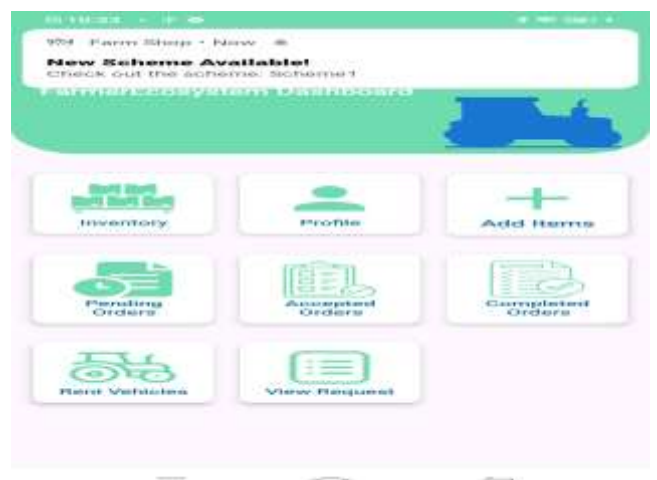 Farm Shop • Now
New Scheme Available!
Check out the scheme: Scheme1
FarmerEcosystem Dashboard
Inventory
Profile
Add Items
Pending
Orders
Accepted
Orders
Completed
Orders
Rent Vehicles
View Request